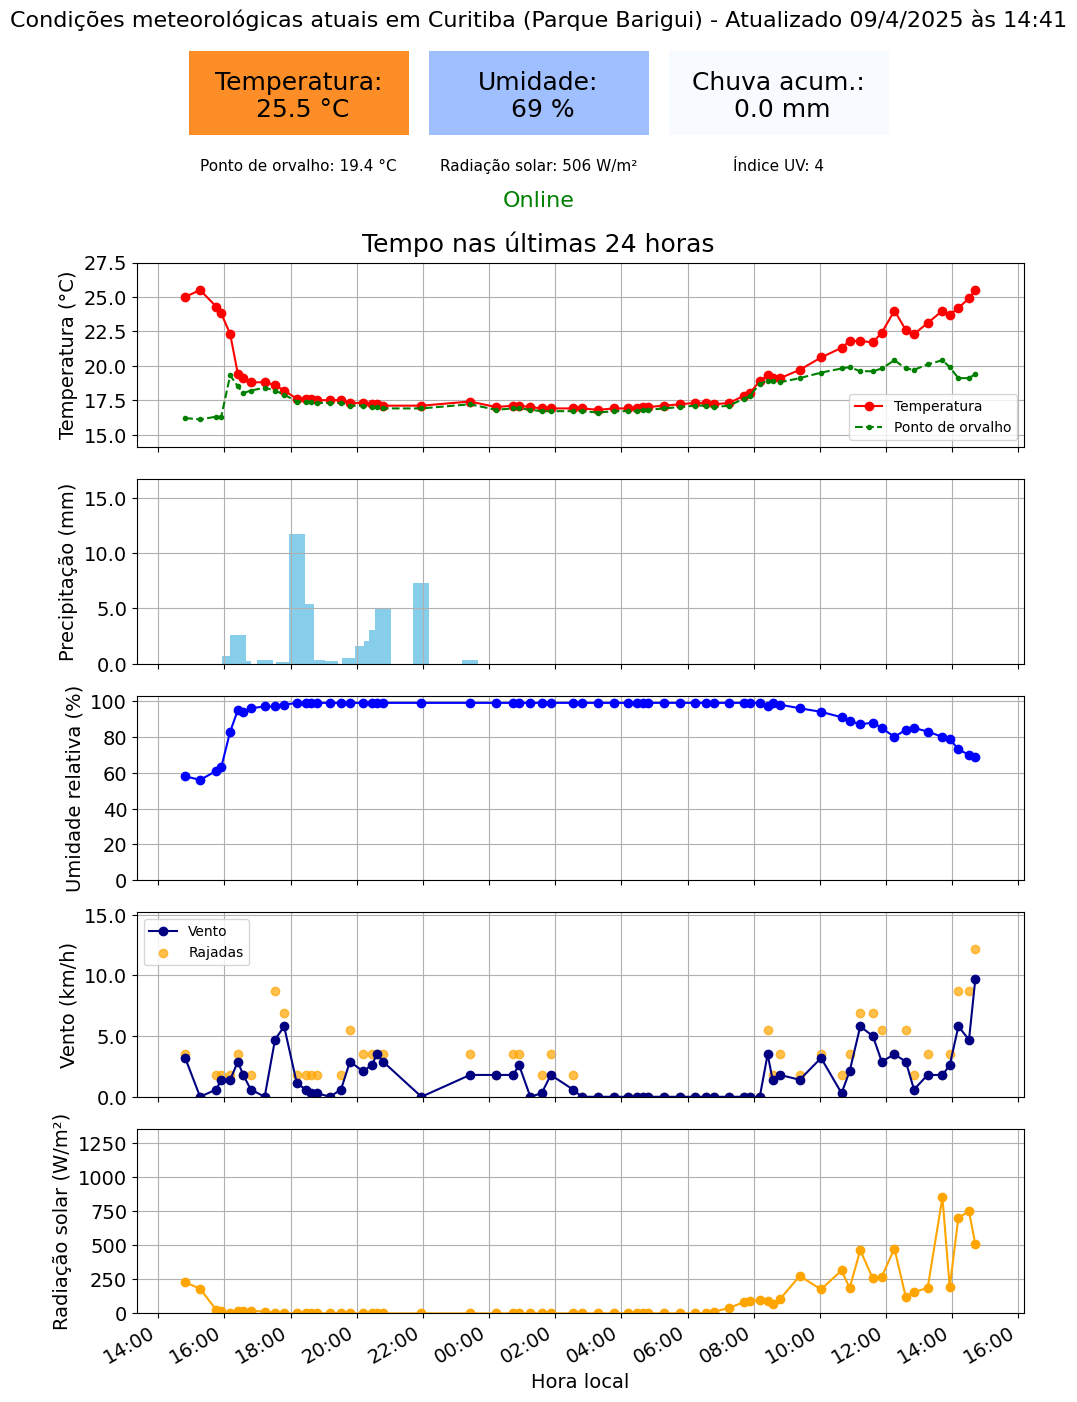 Condições meteorológicas atuais em Curitiba (Parque Barigui) - Atualizado 09/4/2025 às 14:41
Temperatura:
25.5 °C
Umidade:
69 %
Chuva acum.:
0.0 mm
Ponto de orvalho: 19.4 °C
Radiação solar: 506 W/m²
Índice UV: 4
Online
Tempo nas últimas 24 horas
Temperatura (°C)
27.5
25.0
22.5
20.0
17.5
15.0
Temperatura
Ponto de orvalho
Precipitação (mm)
15.0
10.0
5.0
0.0
Umidade relativa (%)
100
80
60
40
20
0
Vento (km/h)
15.0
10.0
5.0
0.0
Vento
Rajadas
Radiação solar (W/m²)
1250
1000
750
500
250
0
14:00 16:00 18:00 20:00 22:00 00:00 02:00 04:00 06:00 08:00 10:00 12:00 14:00 16:00
Hora local